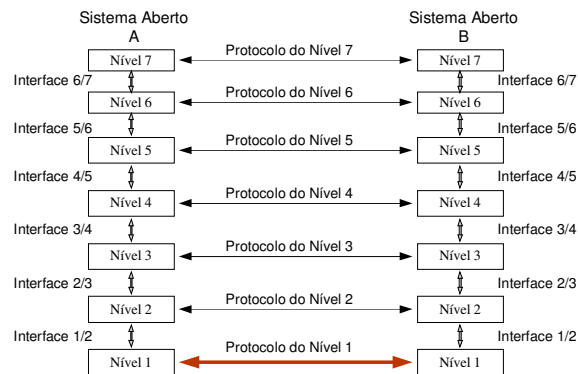 Sistema Aberto
A
Sistema Aberto
B
Nível 7
Protocolo do Nível 7
Nível 7
Interface 6/7
Interface 6/7
Nível 6
Protocolo do Nível 6
Nível 6
Interface 5/6
Interface 5/6
Nível 5
Protocolo do Nível 5
Nível 5
Interface 4/5
Interface 4/5
Nível 4
Protocolo do Nível 4
Nível 4
Interface 3/4
Interface 3/4
Nível 3
Protocolo do Nível 3
Nível 3
Interface 2/3
Interface 2/3
Nível 2
Protocolo do Nível 2
Nível 2
Interface 1/2
Interface 1/2
Nível 1
Protocolo do Nível 1
Nível 1